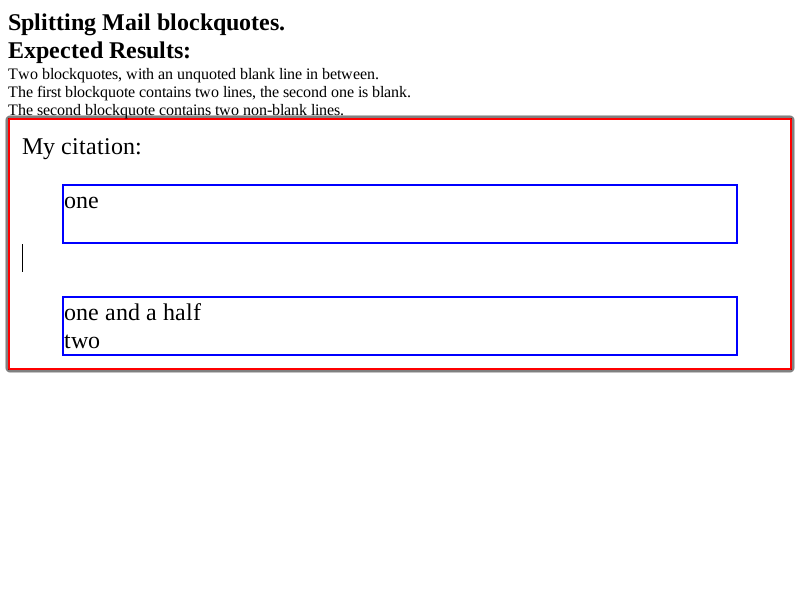 Splitting Mail blockquotes.
Expected Results:
Two blockquotes, with an unquoted blank line in between.
The first blockquote contains two lines, the second one is blank.
The second blockquote contains two non-blank lines.
My citation:
one
one and a half
two